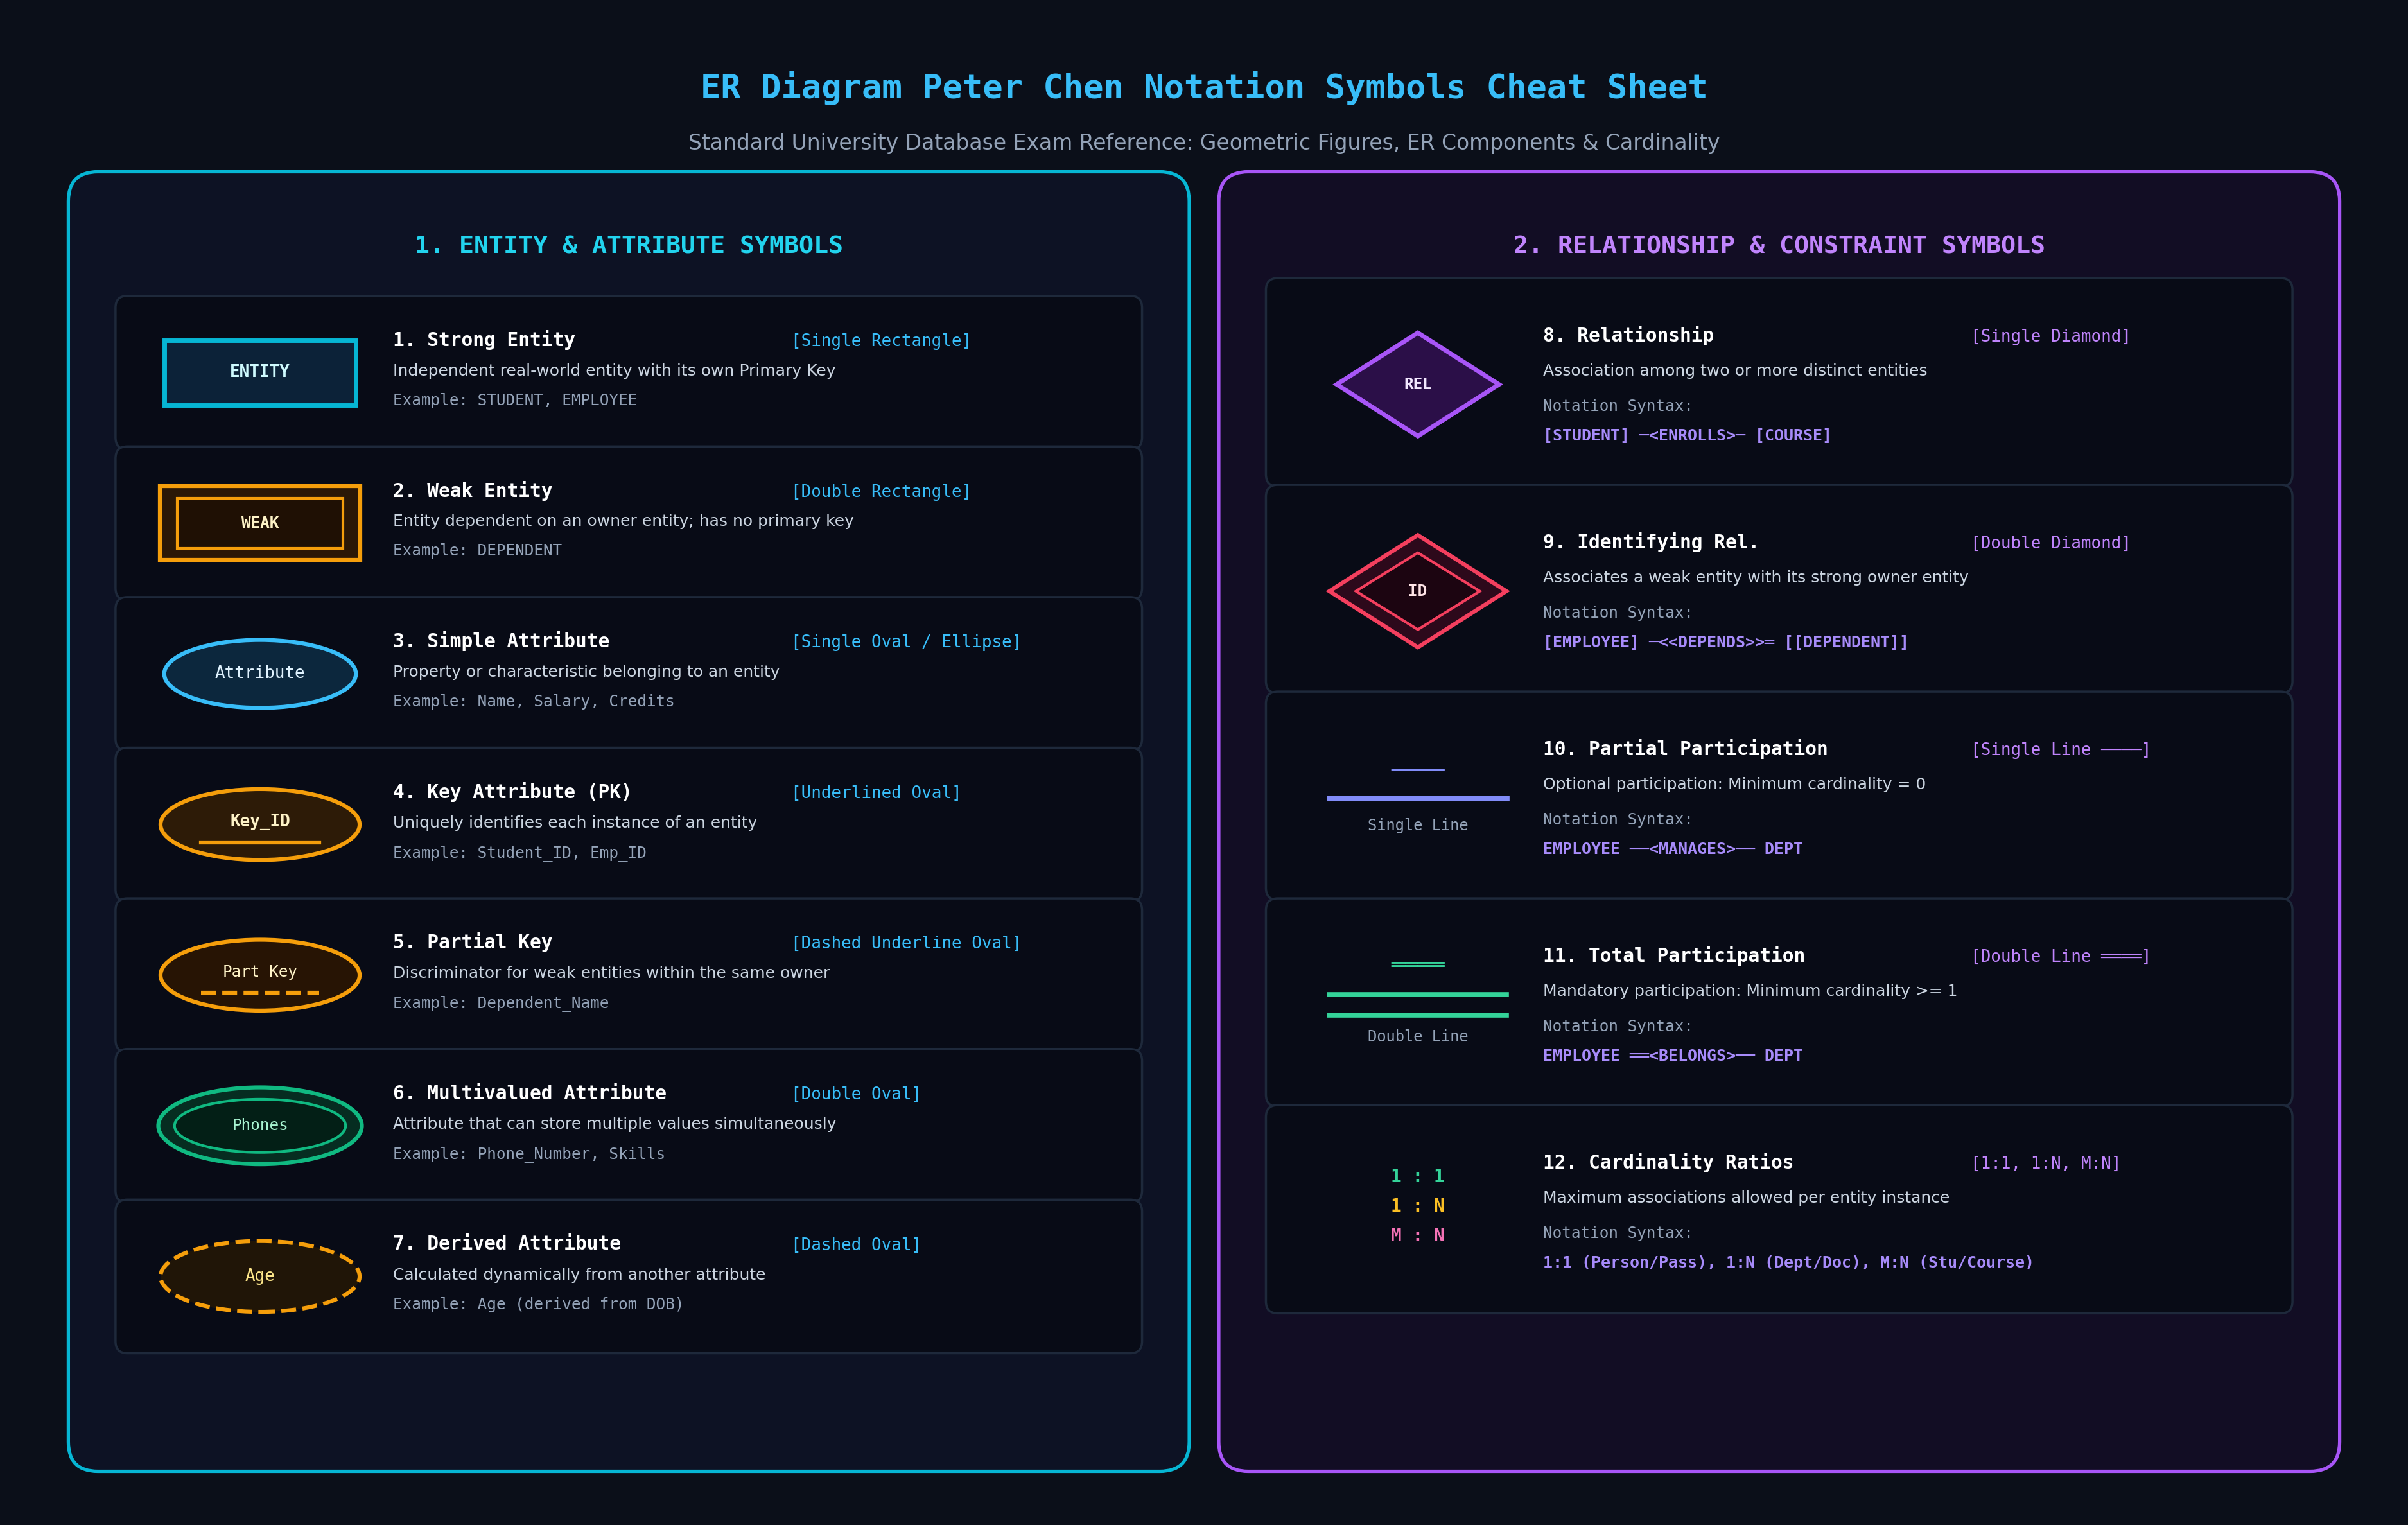 ER Diagram Peter Chen Notation Symbols Cheat Sheet
Standard University Database Exam Reference: Geometric Figures, ER Components & Cardinality
1. ENTITY & ATTRIBUTE SYMBOLS
ENTITY
1. Strong Entity [Single Rectangle]
Independent real-world entity with its own Primary Key
Example: STUDENT, EMPLOYEE
WEAK
2. Weak Entity [Double Rectangle]
Entity dependent on an owner entity; has no primary key
Example: DEPENDENT
Attribute
3. Simple Attribute [Single Oval / Ellipse]
Property or characteristic belonging to an entity
Example: Name, Salary, Credits
Key_ID
4. Key Attribute (PK) [Underlined Oval]
Uniquely identifies each instance of an entity
Example: Student_ID, Emp_ID
Part_Key
5. Partial Key [Dashed Underline Oval]
Discriminator for weak entities within the same owner
Example: Dependent_Name
Phones
6. Multivalued Attribute [Double Oval]
Attribute that can store multiple values simultaneously
Example: Phone_Number, Skills
Age
7. Derived Attribute [Dashed Oval]
Calculated dynamically from another attribute
Example: Age (derived from DOB)
2. RELATIONSHIP & CONSTRAINT SYMBOLS
REL
8. Relationship [Single Diamond]
Association among two or more distinct entities
Notation Syntax:
[STUDENT] ─<ENROLLS>─ [COURSE]
ID
9. Identifying Rel. [Double Diamond]
Associates a weak entity with its strong owner entity
Notation Syntax:
[EMPLOYEE] ─<<DEPENDS>>═ [[DEPENDENT]]
────
Single Line
10. Partial Participation [Single Line ────]
Optional participation: Minimum cardinality = 0
Notation Syntax:
EMPLOYEE ──<MANAGES>── DEPT
════
Double Line
11. Total Participation [Double Line ════]
Mandatory participation: Minimum cardinality >= 1
Notation Syntax:
EMPLOYEE ══<BELONGS>── DEPT
1 : 1
1 : N
M : N
12. Cardinality Ratios [1:1, 1:N, M:N]
Maximum associations allowed per entity instance
Notation Syntax:
1:1 (Person/Pass), 1:N (Dept/Doc), M:N (Stu/Course)